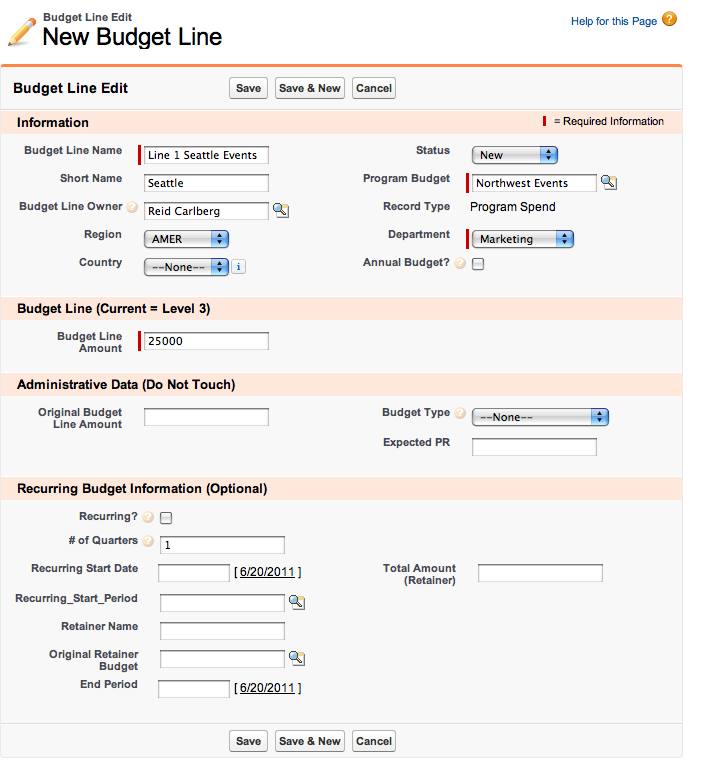 Budget Line Edit
New Budget Line
Help for this Page ?
Budget Line Edit Save Save & New Cancel
Information = Required Information
Budget Line Name Line 1 Seattle Events Status New
Short Name Seattle Program Budget Northwest Events
Budget Line Owner ? Reid Carlberg Record Type Program Spend
Region AMER Department Marketing
Country --None-- i Annual Budget? ?
Budget Line (Current = Level 3)
Budget Line
Amount 25000
Administrative Data (Do Not Touch)
Original Budget
Line Amount
Budget Type ? --None--
Expected PR
Recurring Budget Information (Optional)
Recurring? ?
# of Quarters ? 1
Recurring Start Date [ 6/20/2011 ] Total Amount
(Retainer)
Recurring_Start_Period
Retainer Name
Original Retainer
Budget
End Period [ 6/20/2011 ]
Save Save & New Cancel